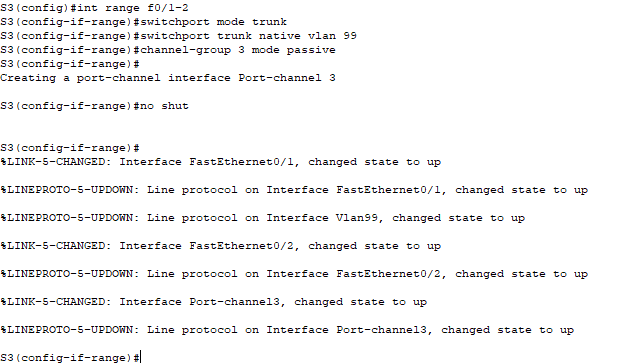 S3(config)#int range f0/1-2
S3(config-if-range)#switchport mode trunk
S3(config-if-range)#switchport trunk native vlan 99
S3(config-if-range)#channel-group 3 mode passive
S3(config-if-range)#
Creating a port-channel interface Port-channel 3
S3(config-if-range)#no shut
S3(config-if-range)#
%LINK-5-CHANGED: Interface FastEthernet0/1, changed state to up
%LINEPROTO-5-UPDOWN: Line protocol on Interface FastEthernet0/1, changed state to up
%LINEPROTO-5-UPDOWN: Line protocol on Interface Vlan99, changed state to up
%LINK-5-CHANGED: Interface FastEthernet0/2, changed state to up
%LINEPROTO-5-UPDOWN: Line protocol on Interface FastEthernet0/2, changed state to up
%LINK-5-CHANGED: Interface Port-channel3, changed state to up
%LINEPROTO-5-UPDOWN: Line protocol on Interface Port-channel3, changed state to up
S3(config-if-range)#